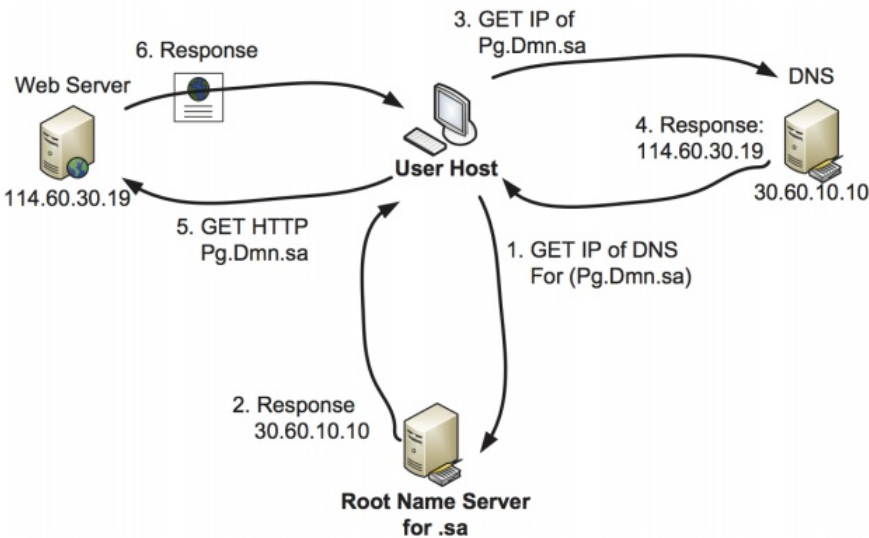 3. GET IP of
Pg.Dmn.sa
6. Response
Web Server
DNS
4. Response:
114.60.30.19
User Host
114.60.30.19
30.60.10.10
5. GET HTTP
Pg.Dmn.sa
1. GET IP of DNS
For (Pg.Dmn.sa)
2. Response
30.60.10.10
Root Name Server
for .sa